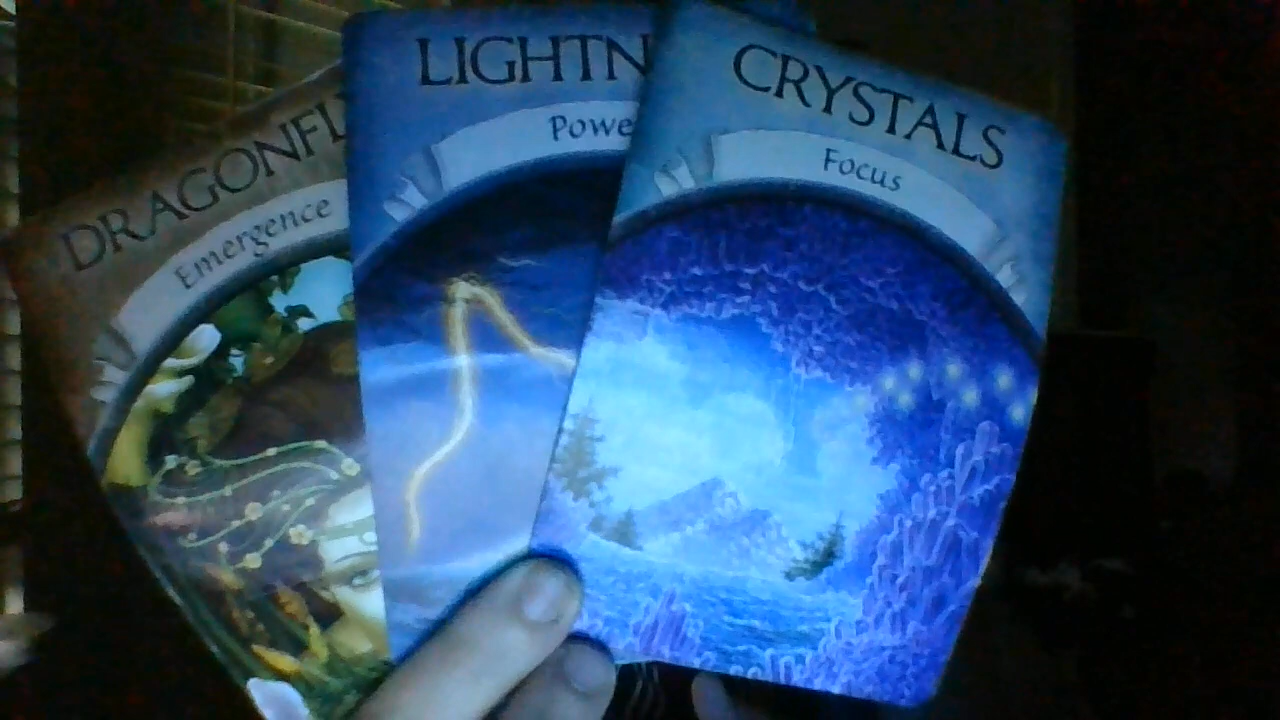 DRAGONFL
Emergence
LIGHTN
Powe
CRYSTALS
Focus